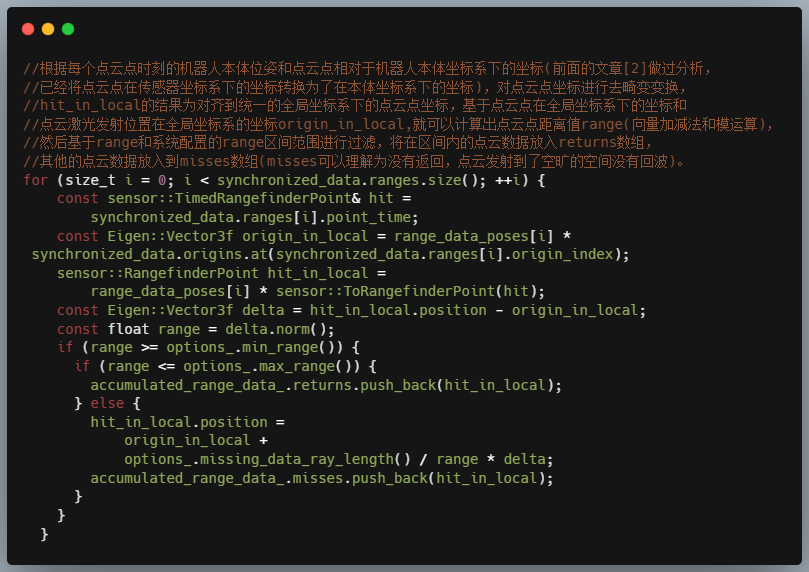 //根据每个点云点时刻的机器人本体位姿和点云点相对于机器人本体坐标系下的坐标(前面的文章[2]做过分析,
//已经将点云点在传感器坐标系下的坐标转换为了在本体坐标系下的坐标), 对点云点坐标进行去畸变变换,
//hit_in_local的结果为对齐到统一的全局坐标系下的点云点坐标, 基于点云点在全局坐标系下的坐标和
//点云激光发射位置在全局坐标系的坐标origin_in_local,就可以计算出点云点距离值range(向量加减法和模运算),
//然后基于range和系统配置的range区间范围进行过滤, 将在区间内的点云数据放入returns数组,
//其他的点云数据放入到misses数组(misses可以理解为没有返回, 点云发射到了空旷的空间没有回波)。
for (size_t i = 0; i < synchronized_data.ranges.size(); ++i) {
    const sensor::TimedRangefinderPoint& hit =
        synchronized_data.ranges[i].point_time;
    const Eigen::Vector3f origin_in_local = range_data_poses[i] *
 synchronized_data.origins.at(synchronized_data.ranges[i].origin_index);
    sensor::RangefinderPoint hit_in_local =
        range_data_poses[i] * sensor::ToRangefinderPoint(hit);
    const Eigen::Vector3f delta = hit_in_local.position - origin_in_local;
    const float range = delta.norm();
    if (range >= options_.min_range()) {
      if (range <= options_.max_range()) {
        accumulated_range_data_.returns.push_back(hit_in_local);
      } else {
        hit_in_local.position =
            origin_in_local +
            options_.missing_data_ray_length() / range * delta;
        accumulated_range_data_.misses.push_back(hit_in_local);
      }
    }
  }